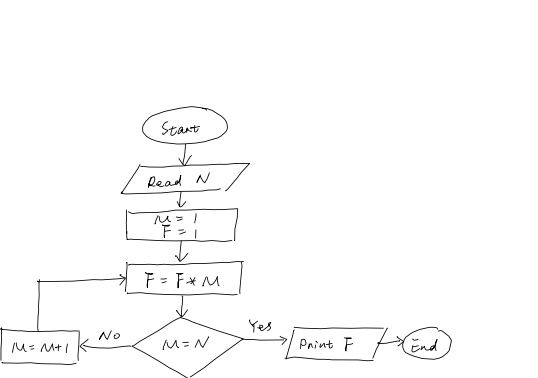 Start
Read N
M = 1
F = 1
F = F * M
M = N
No
M = M+1
Yes
Print F
End